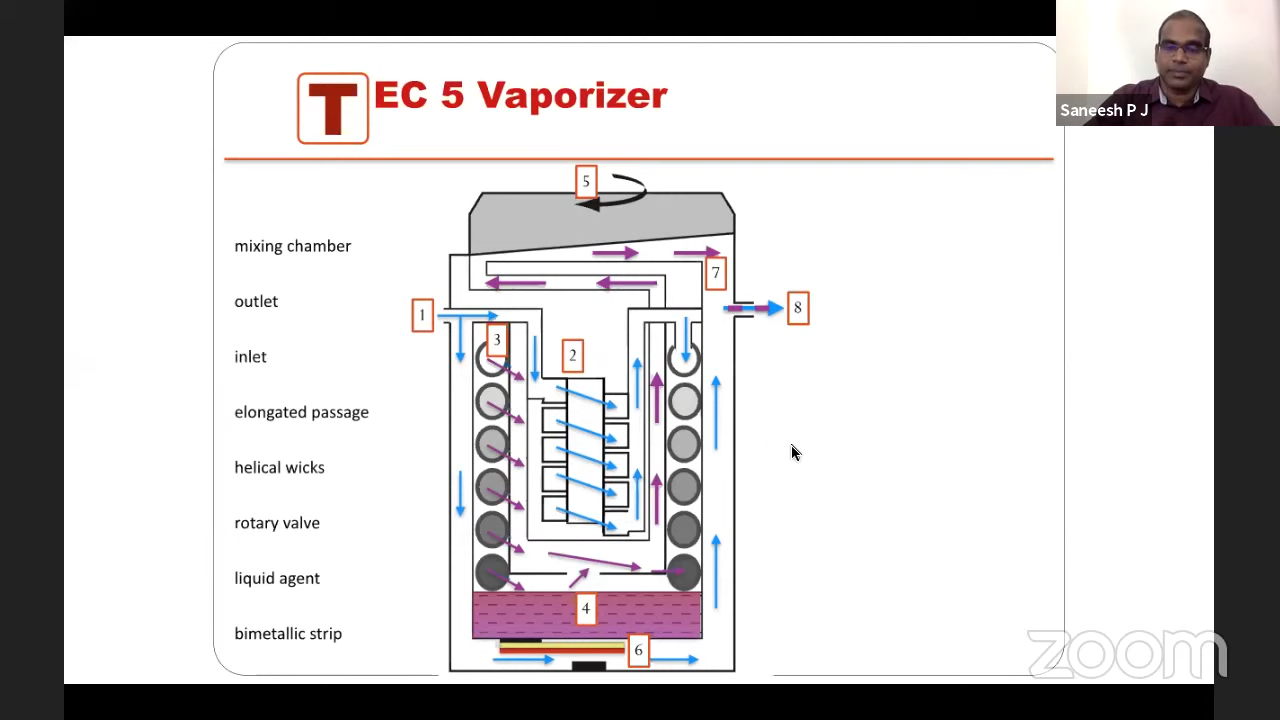 TEC 5 Vaporizer
Saneesh P J
5
mixing chamber
7
outlet
1
8
3
2
inlet
elongated passage
helical wicks
rotary valve
liquid agent
4
bimetallic strip
6
zoom